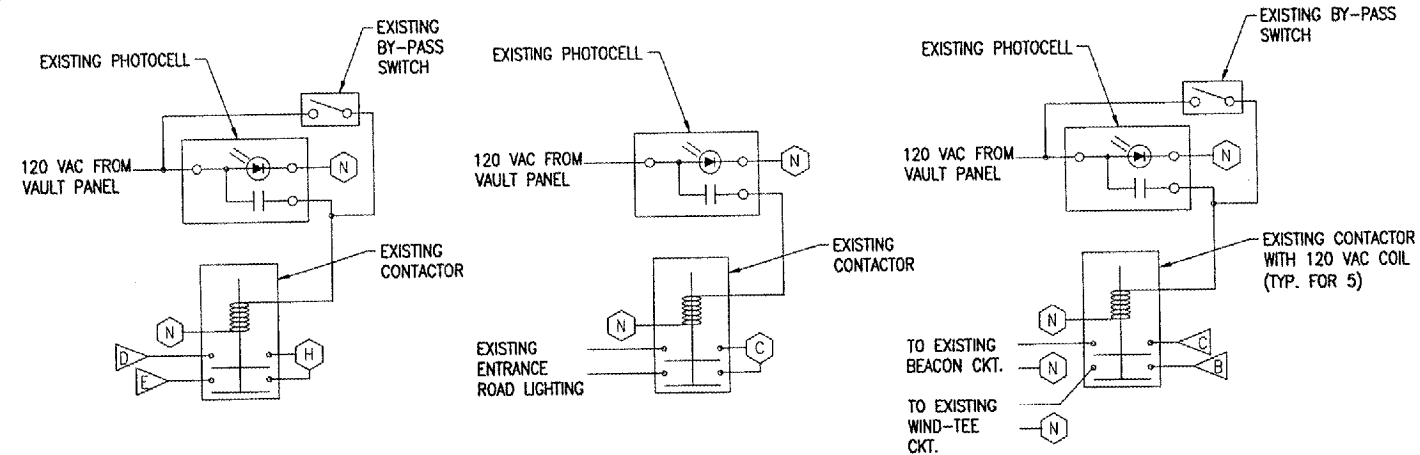 EXISTING PHOTOCELL
EXISTING
BY-PASS
SWITCH
120 VAC FROM
VAULT PANEL
N
EXISTING
CONTACTOR
N
D
E
H
EXISTING PHOTOCELL
120 VAC FROM
VAULT PANEL
N
EXISTING
CONTACTOR
N
EXISTING
ENTRANCE
ROAD LIGHTING
C
EXISTING BY-PASS
SWITCH
EXISTING PHOTOCELL
120 VAC FROM
VAULT PANEL
N
EXISTING CONTACTOR
WITH 120 VAC COIL
(TYP. FOR 5)
N
TO EXISTING
BEACON CKT.
N
C
B
TO EXISTING
WIND-TEE
CKT.
N